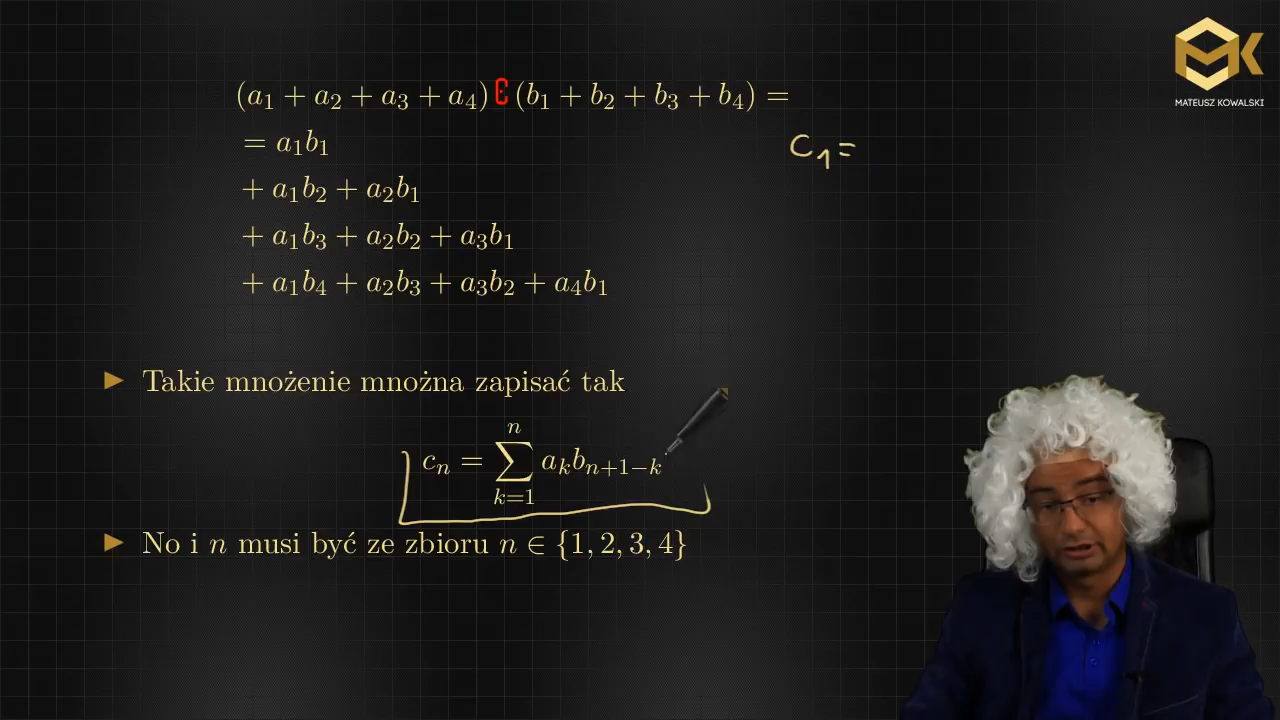 (a₁ + a₂ + a₃ + a₄) C (b₁ + b₂ + b₃ + b₄) =
= a₁b₁
+ a₁b₂ + a₂b₁
+ a₁b₃ + a₂b₂ + a₃b₁
+ a₁b₄ + a₂b₃ + a₃b₂ + a₄b₁
C₁ =
MK
MATEUSZ KOWALSKI
Takie mnożenie mnożna zapisać tak
cₙ = ∑ₖ₌₁ⁿ aₖbₙ₊₁₋ₖ
No i n musi być ze zbioru n ∈ {1, 2, 3, 4}